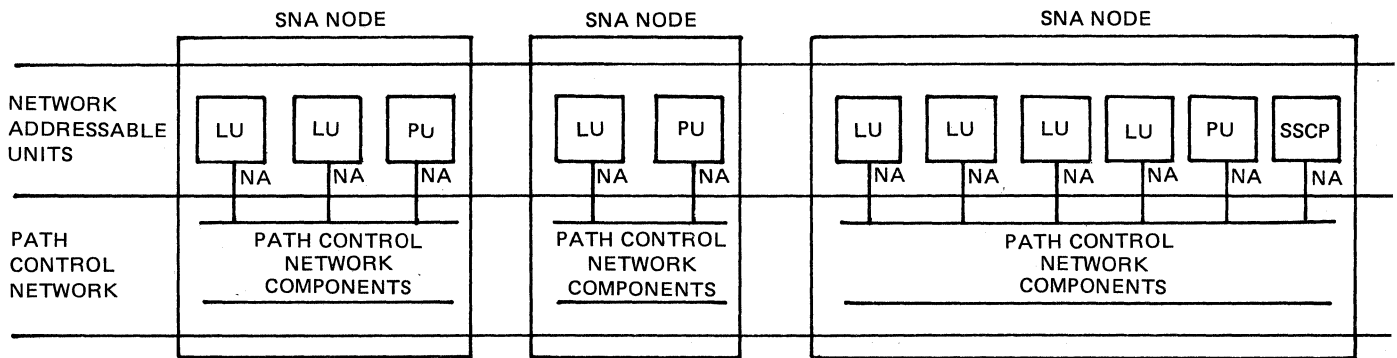 SNA NODE
SNA NODE
SNA NODE
NETWORK
ADDRESSABLE
UNITS
LU
LU
PU
LU
PU
LU
LU
LU
LU
PU
SSCP
NA
NA
NA
NA
NA
NA
NA
NA
NA
NA
NA
PATH
CONTROL
NETWORK
PATH CONTROL
NETWORK
COMPONENTS
PATH CONTROL
NETWORK
COMPONENTS
PATH CONTROL
NETWORK
COMPONENTS